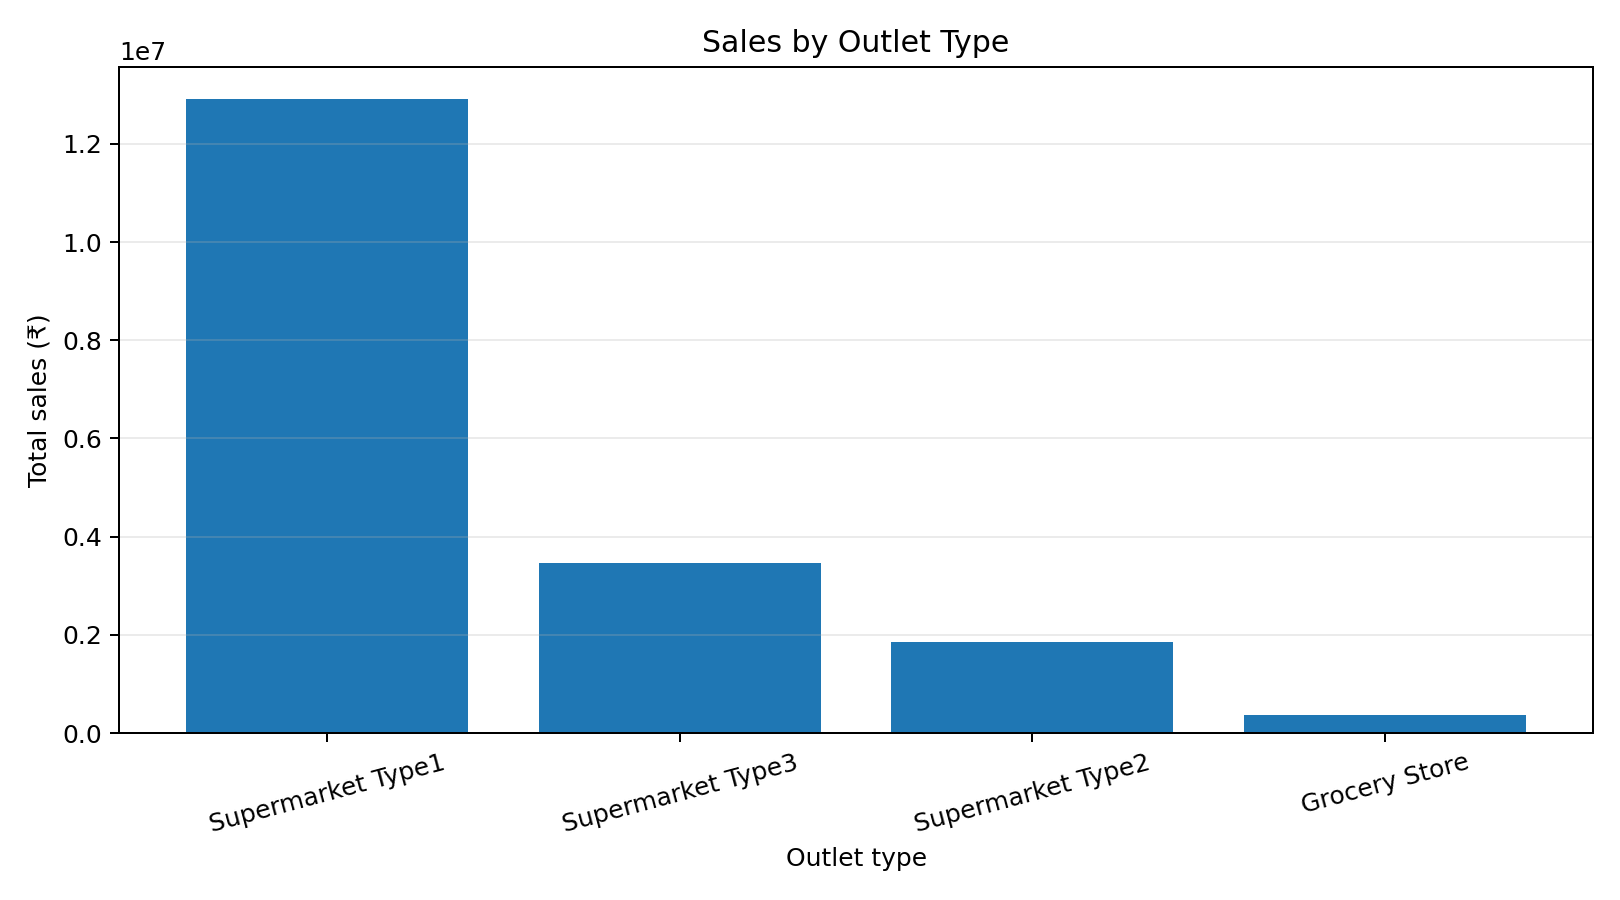 Sales by Outlet Type
1e7
1.2
1.0
0.8
0.6
0.4
0.2
0.0
Total sales (₹)
Supermarket Type1
Supermarket Type3
Supermarket Type2
Grocery Store
Outlet type